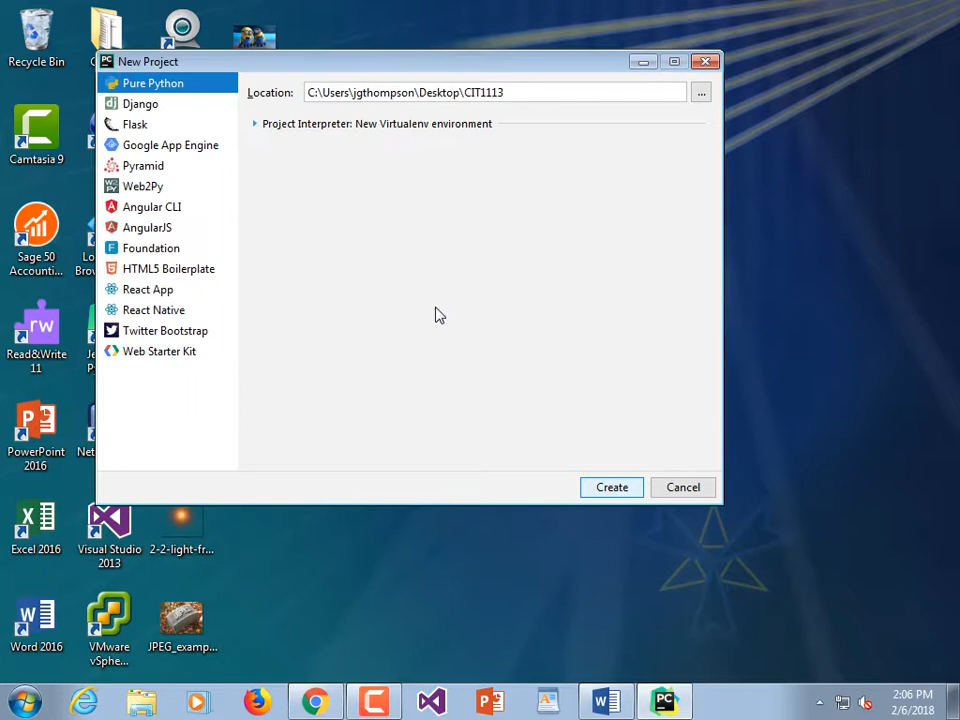 Recycle Bin
New Project
Pure Python
Django
Flask
Google App Engine
Pyramid
Web2Py
Angular CLI
AngularJS
Foundation
HTML5 Boilerplate
React App
React Native
Twitter Bootstrap
Web Starter Kit
Location:
C:\Users\jgthompson\Desktop\CIT1113
...
Project Interpreter: New Virtualenv environment
Create
Cancel
Camtasia 9
Sage 50
Accounti...
Read&Write
11
PowerPoint
2016
Excel 2016
Visual Studio
2013
2-2-light-fr...
Word 2016
VMware
vSphe...
JPEG_examp...
2:06 PM
2/6/2018